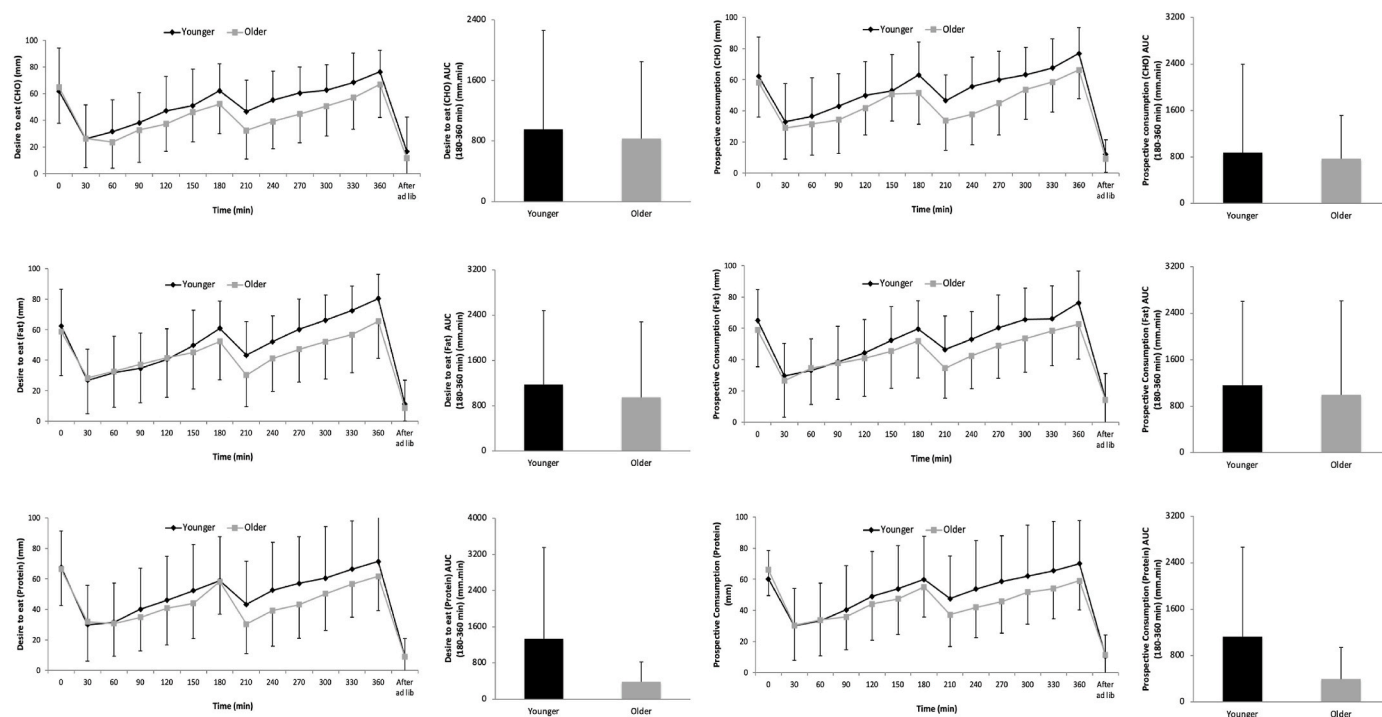 Desire to eat (CHO) (mm)
Younger Older
100
80
60
40
20
0
0 30 60 90 120 150 180 210 240 270 300 330 360 After
ad lib
Time (min)
Desire to eat (CHO) AUC
(180-360 min) (mm.min)
2400
1600
800
0
Younger Older
Prospective consumption (CHO) (mm)
Younger Older
100
80
60
40
20
0
0 30 60 90 120 150 180 210 240 270 300 330 360 After
ad lib
Time (min)
Prospective consumption (CHO) AUC
(180-360 min) (mm.min)
3200
2400
1600
800
0
Younger Older
Desire to eat (Fat) (mm)
Younger Older
100
80
60
40
20
0
0 30 60 90 120 150 180 210 240 270 300 330 360 After
ad lib
Time (min)
Desire to eat (Fat) AUC
(180-360 min) (mm.min)
3200
2400
1600
800
0
Younger Older
Prospective Consumption (Fat) (mm)
Younger Older
100
80
60
40
20
0
0 30 60 90 120 150 180 210 240 270 300 330 360 After
ad lib
Time (min)
Prospective Consumption (Fat) AUC
(180-360 min) (mm.min)
3200
2400
1600
800
0
Younger Older
Desire to eat (Protein) (mm)
Younger Older
100
80
60
40
20
0
0 30 60 90 120 150 180 210 240 270 300 330 360 After
ad lib
Time (min)
Desire to eat (Protein) AUC
(180-360 min) (mm.min)
4000
3200
2400
1600
800
0
Younger Older
Prospective Comsumption (Protein)
(mm)
Younger Older
100
80
60
40
20
0
0 30 60 90 120 150 180 210 240 270 300 330 360 After
ad lib
Time (min)
Prospective Consumption (Protein) AUC
(180-360 min) (mm.min)
3200
2400
1600
800
0
Younger Older